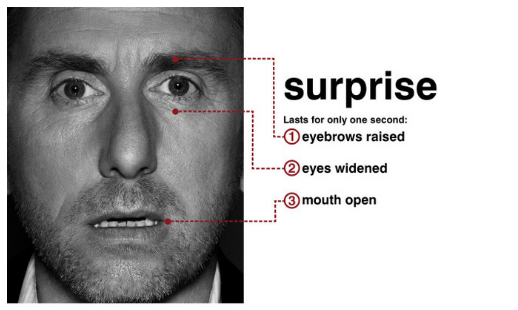 surprise
Lasts for only one second:
1 eyebrows raised
2 eyes widened
3 mouth open